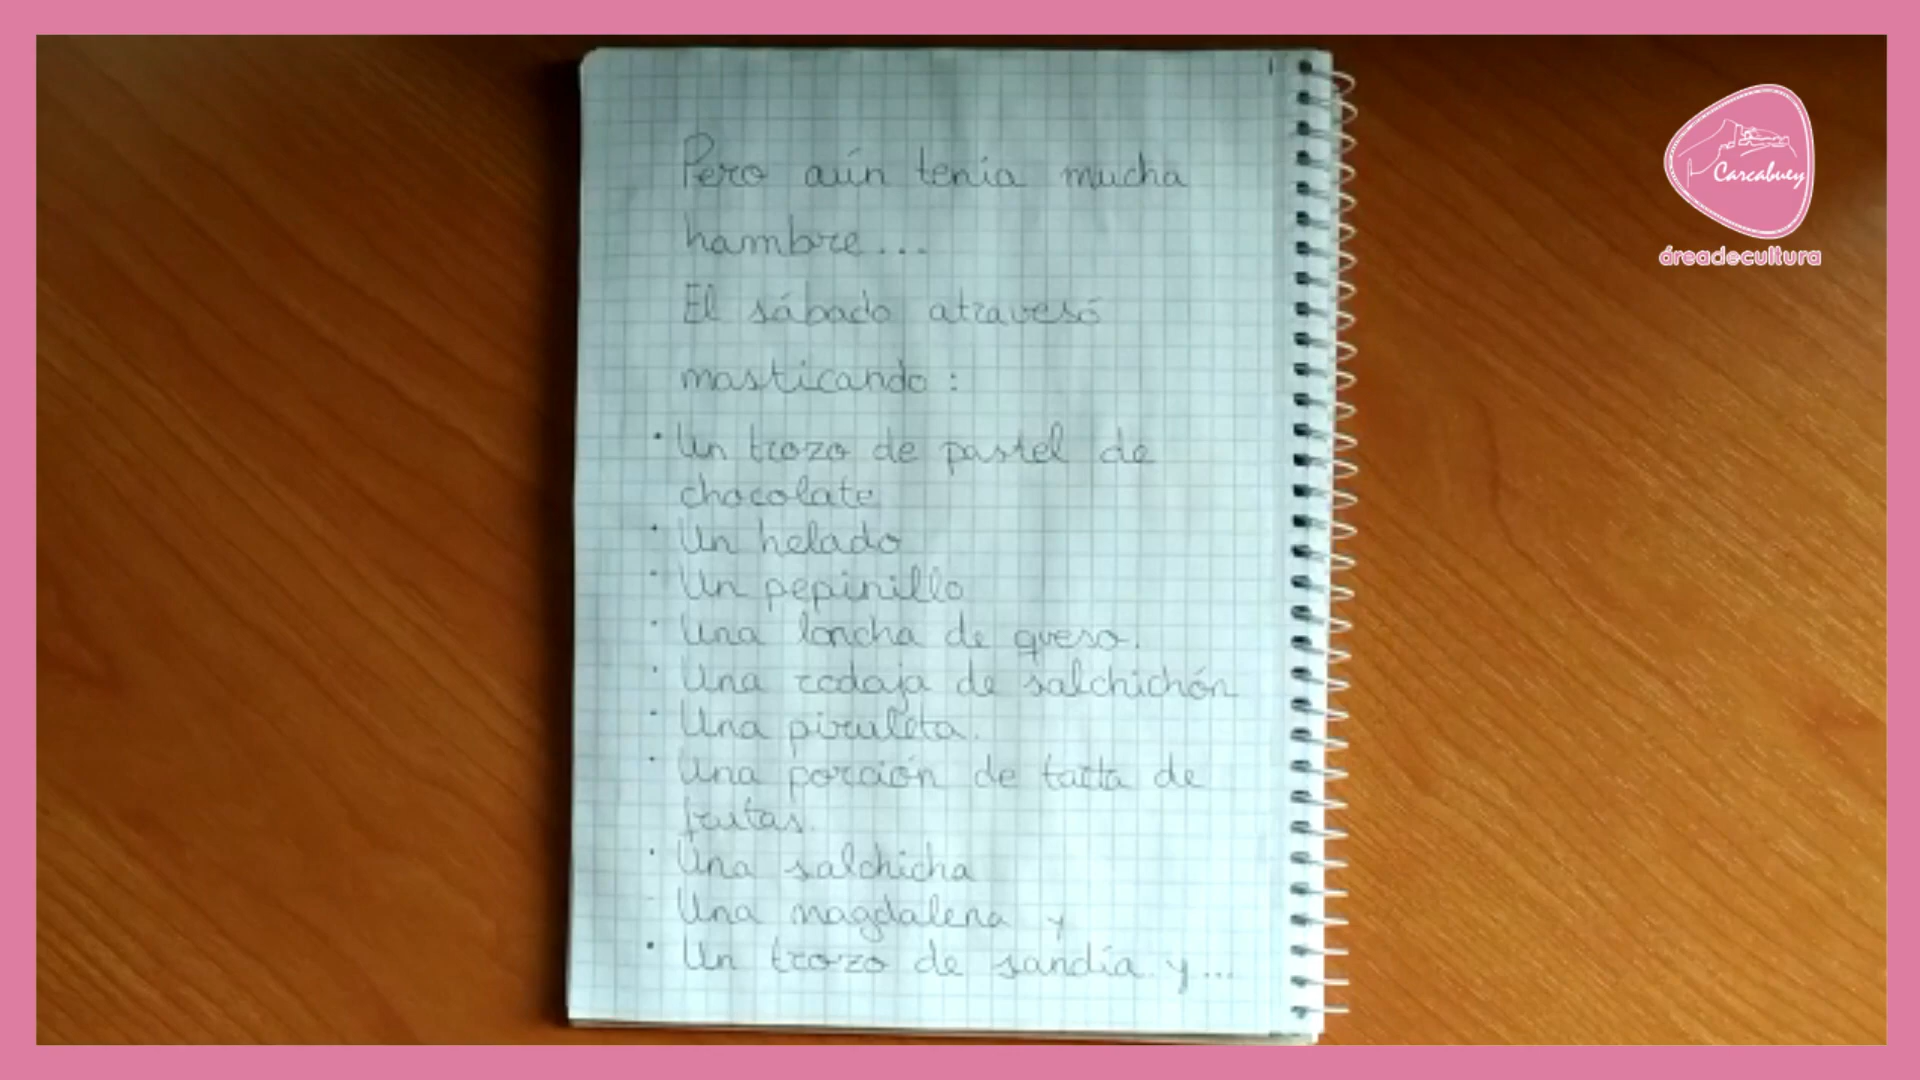 Pero aún tenía mucha
hambre...
El sábado atravesó
masticando:
· Un trozo de pastel de
chocolate
· Un helado
· Un pepinillo
· Una loncha de queso.
· Una rodaja de salchichón
· Una piruleta.
· Una porción de tarta de
frutas.
· Una salchicha
· Una magdalena y
· Un trozo de sandía y...
Carcabuey
áreadecultura